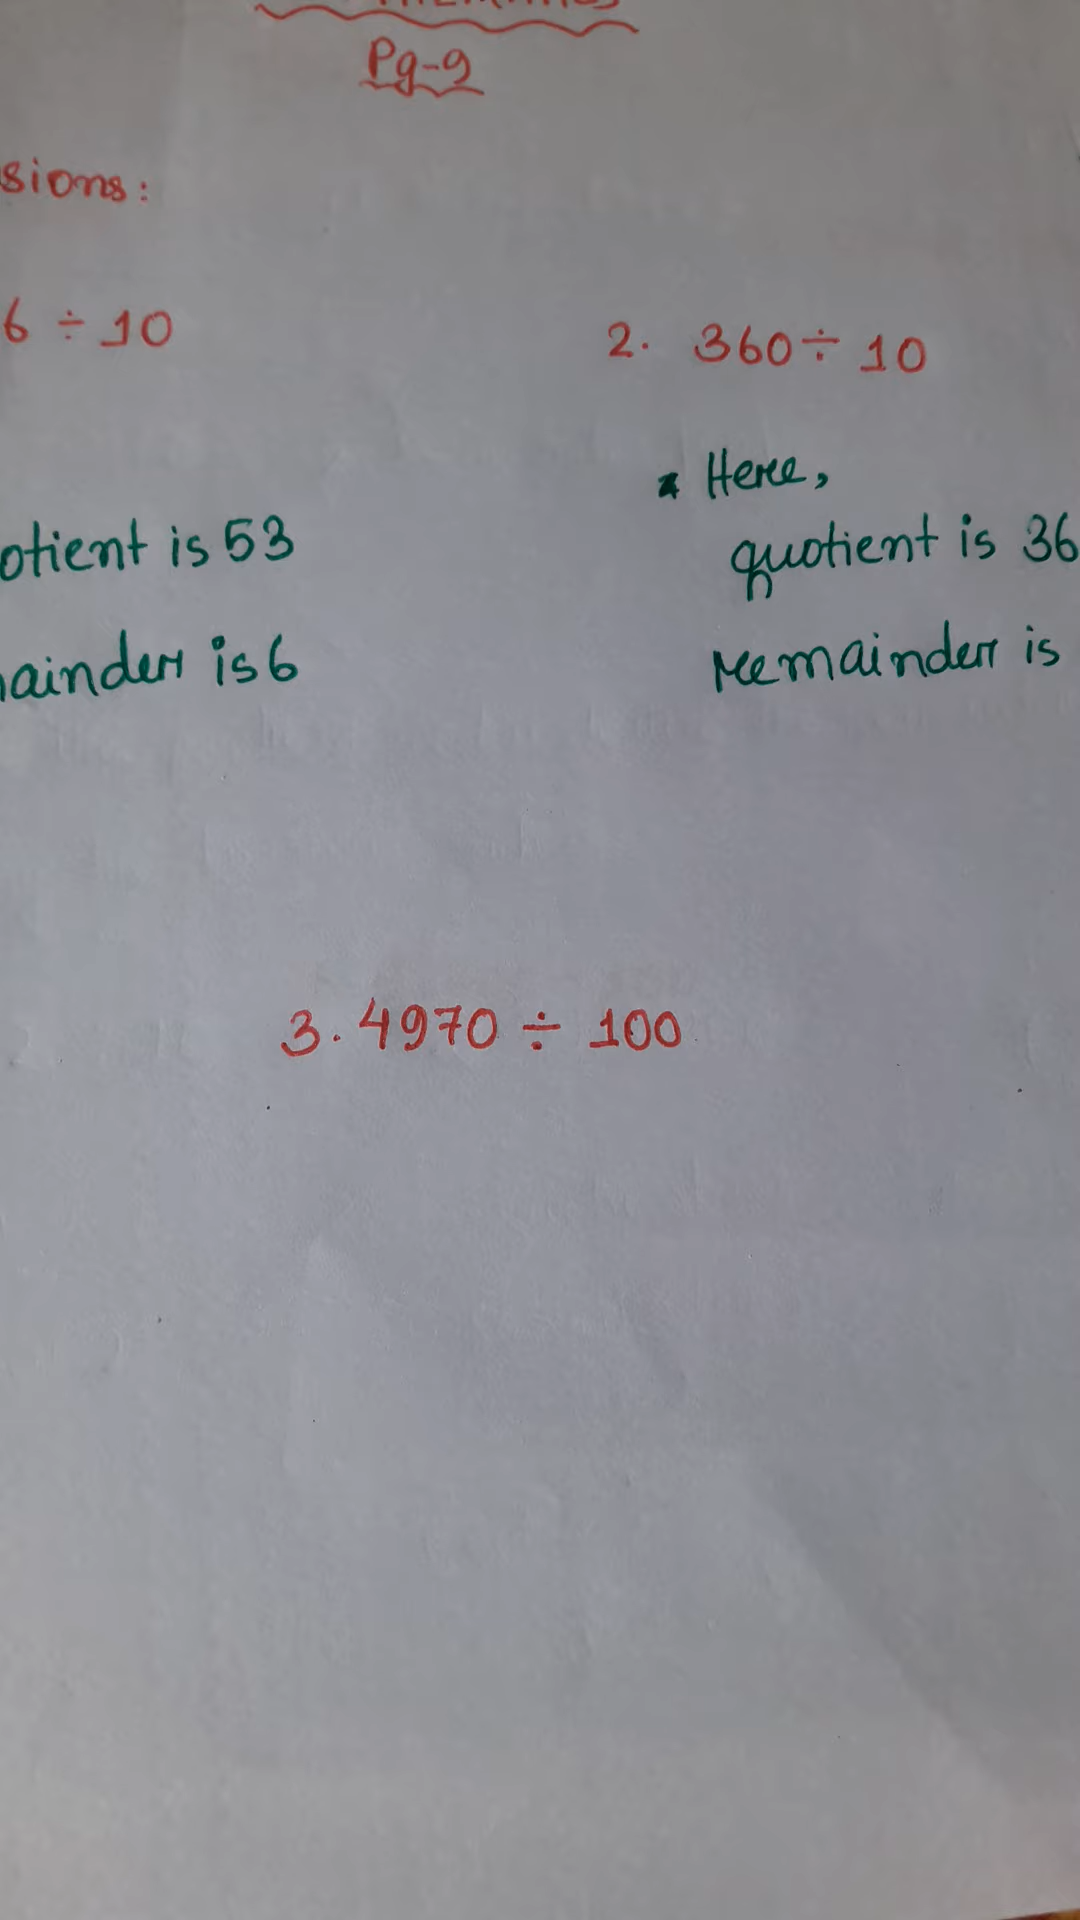 Pg-9
sions:
6 ÷ 10
2. 360 ÷ 10
Here,
otient is 53
quotient is 36
ainder is 6
remainder is
3. 4970 ÷ 100